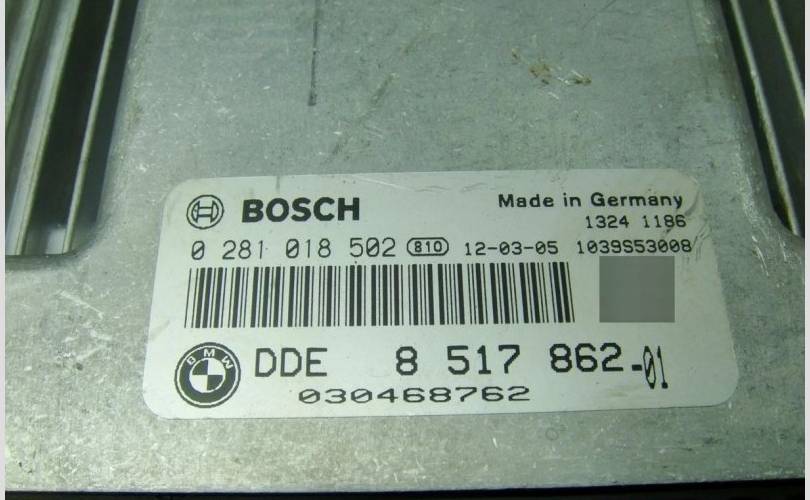 BOSCH Made in Germany
1324 1186
0 281 018 502 810 12-03-05 1039S53008
BMW DDE 8 517 862-01
030468762